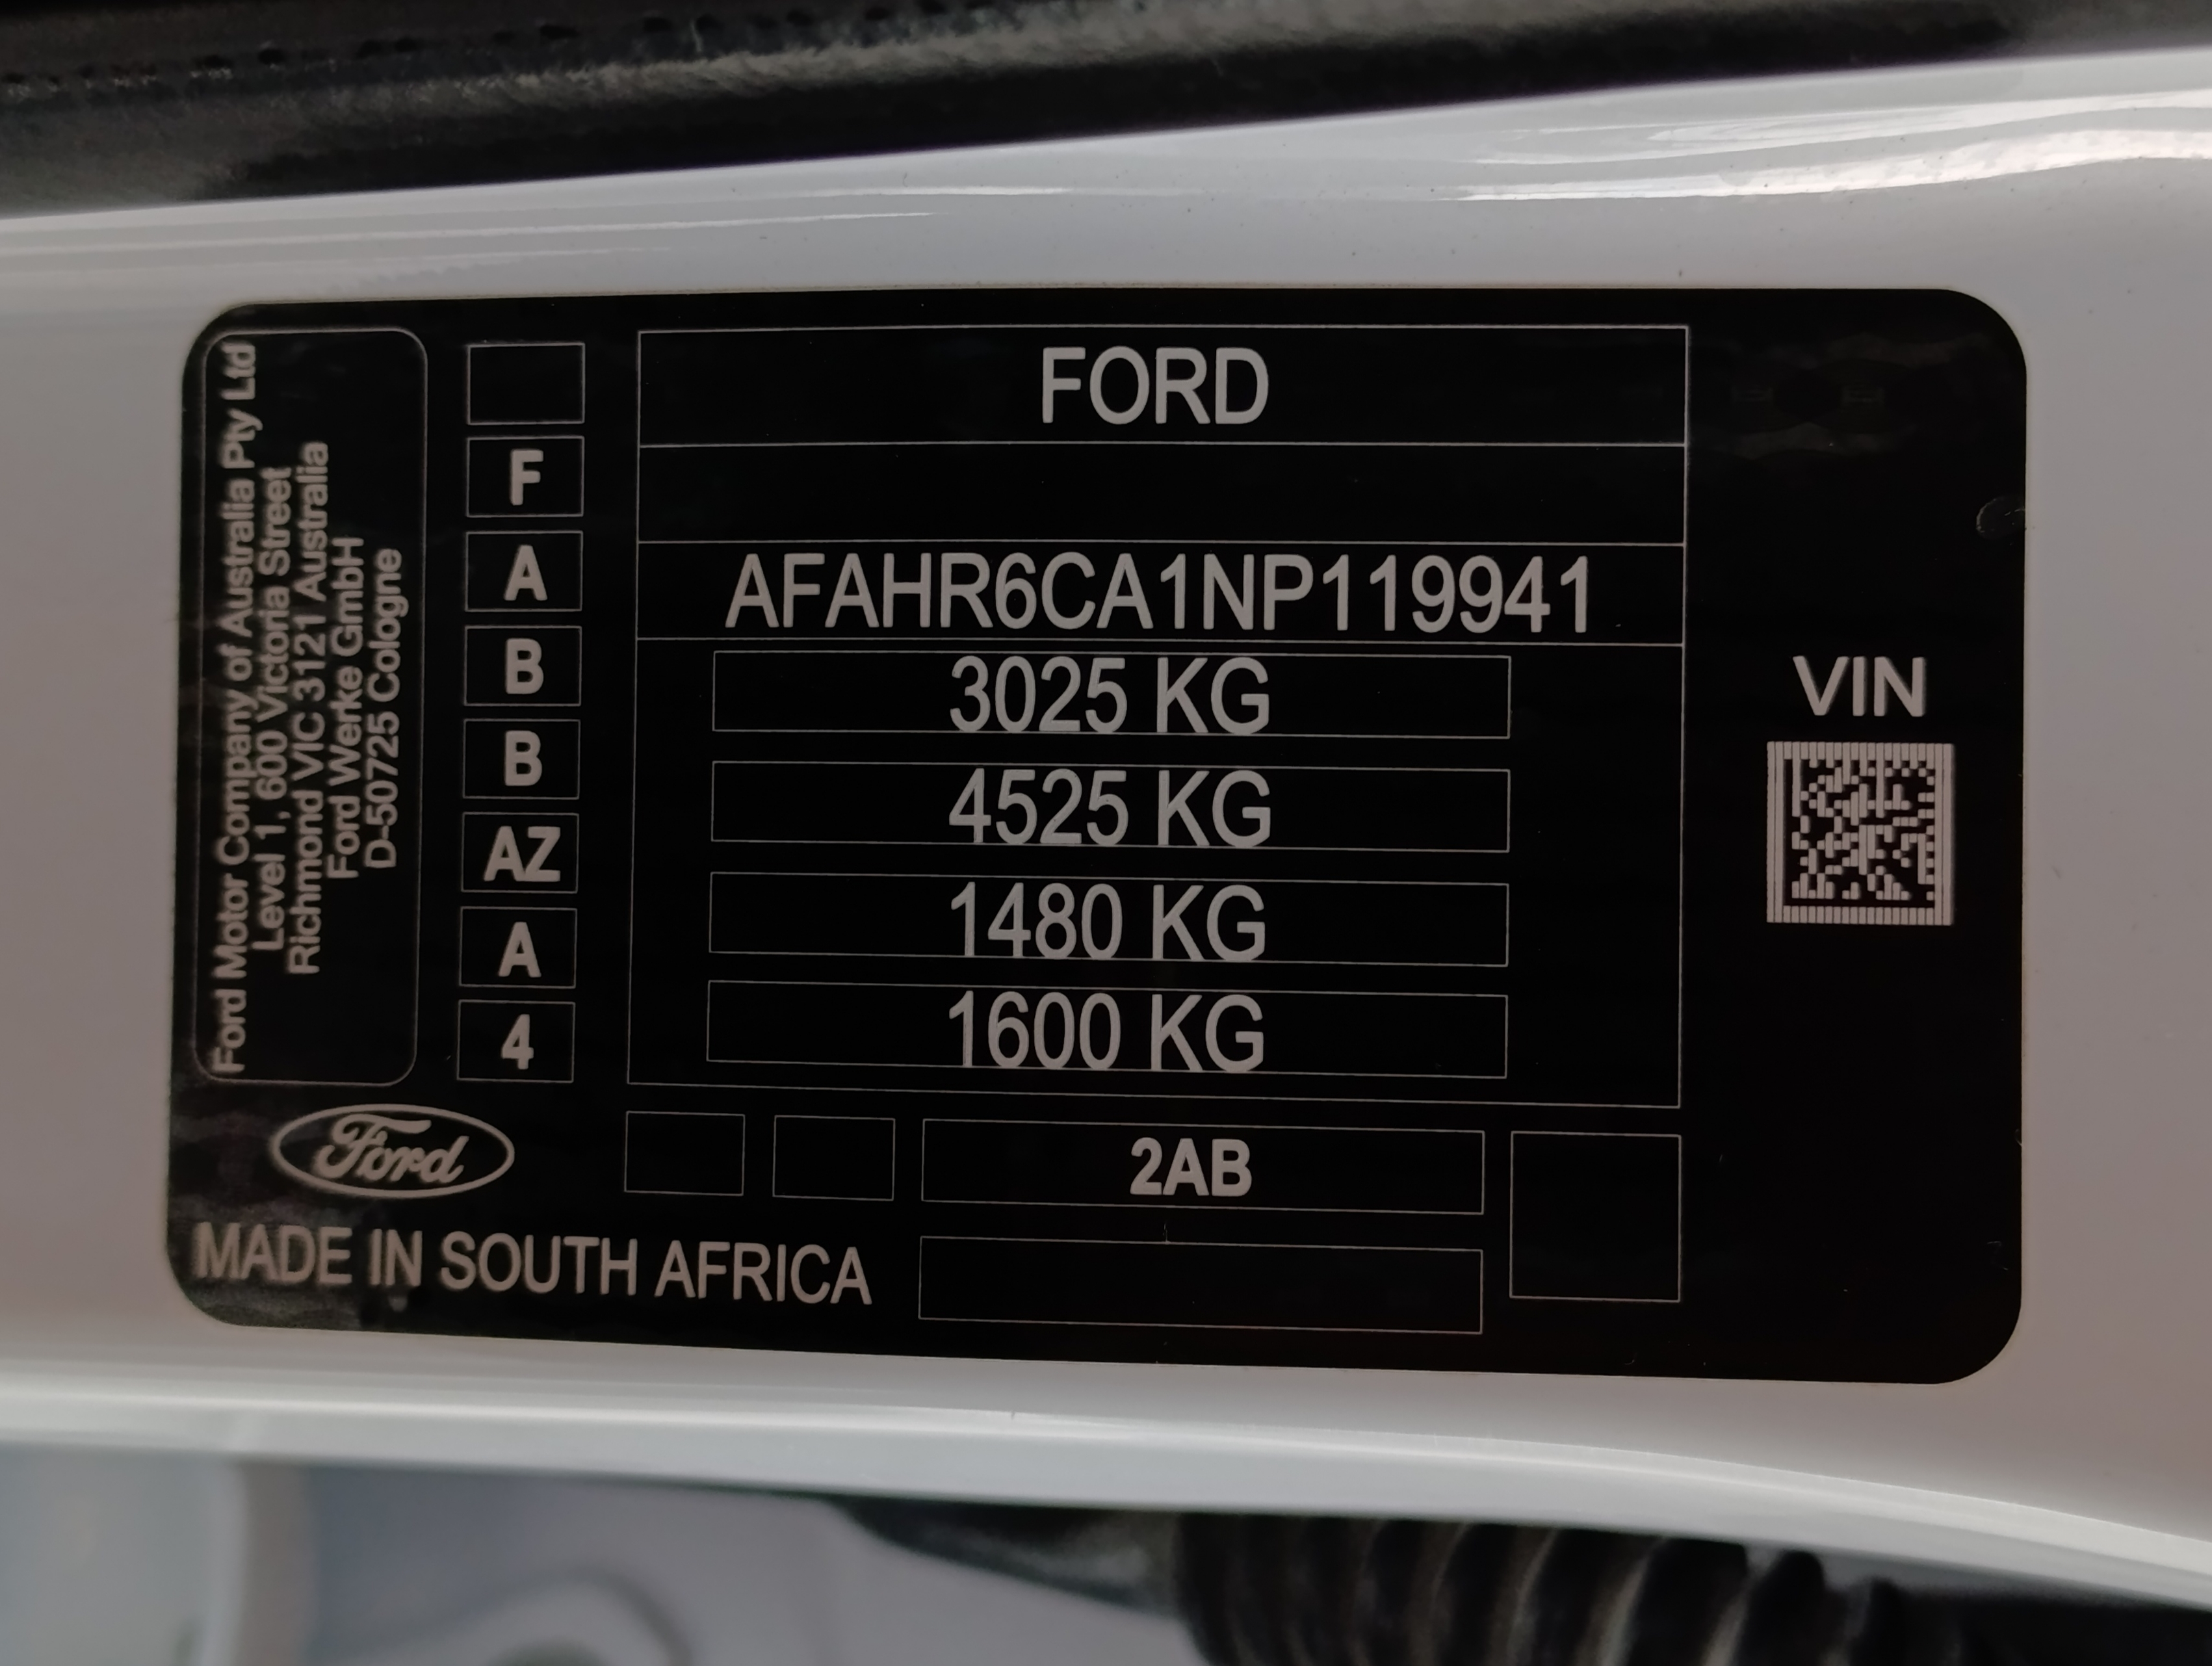 Ford Motor Company of Australia Pty Ltd
Level 1, 600 Victoria Street
Richmond VIC 3121 Australia
Ford Werke GmbH
D-50725 Cologne
F
A
B
B
AZ
A
4
FORD
AFAHR6CA1NP119941
3025 KG
4525 KG
1480 KG
1600 KG
VIN
Ford
2AB
MADE IN SOUTH AFRICA